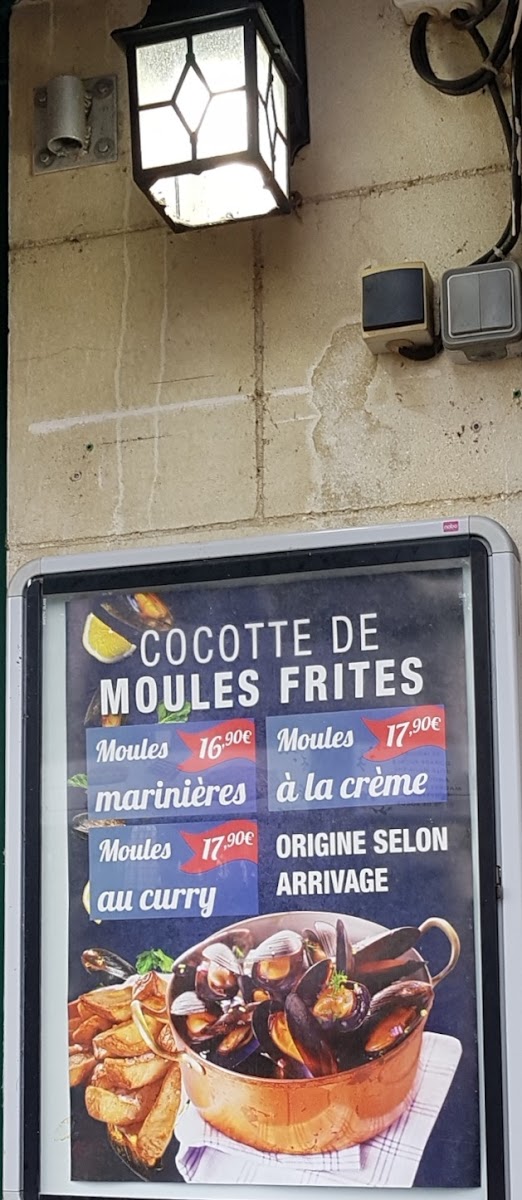 nobo
COCOTTE DE
MOULES FRITES
Moules 16,90€
marinières
Moules 17,90€
à la crème
Moules 17,90€
au curry
ORIGINE SELON
ARRIVAGE